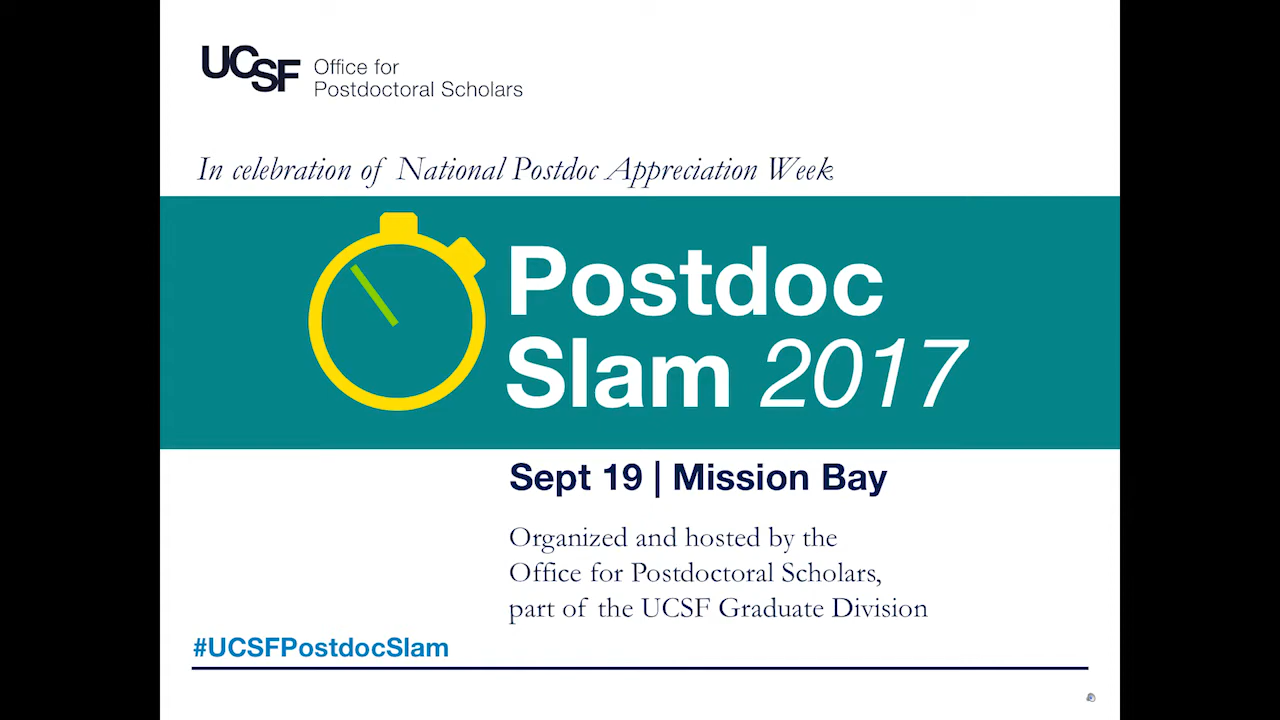 UCSF Office for
Postdoctoral Scholars
In celebration of National Postdoc Appreciation Week
Postdoc
Slam 2017
Sept 19 | Mission Bay
Organized and hosted by the
Office for Postdoctoral Scholars,
part of the UCSF Graduate Division
#UCSFPostdocSlam